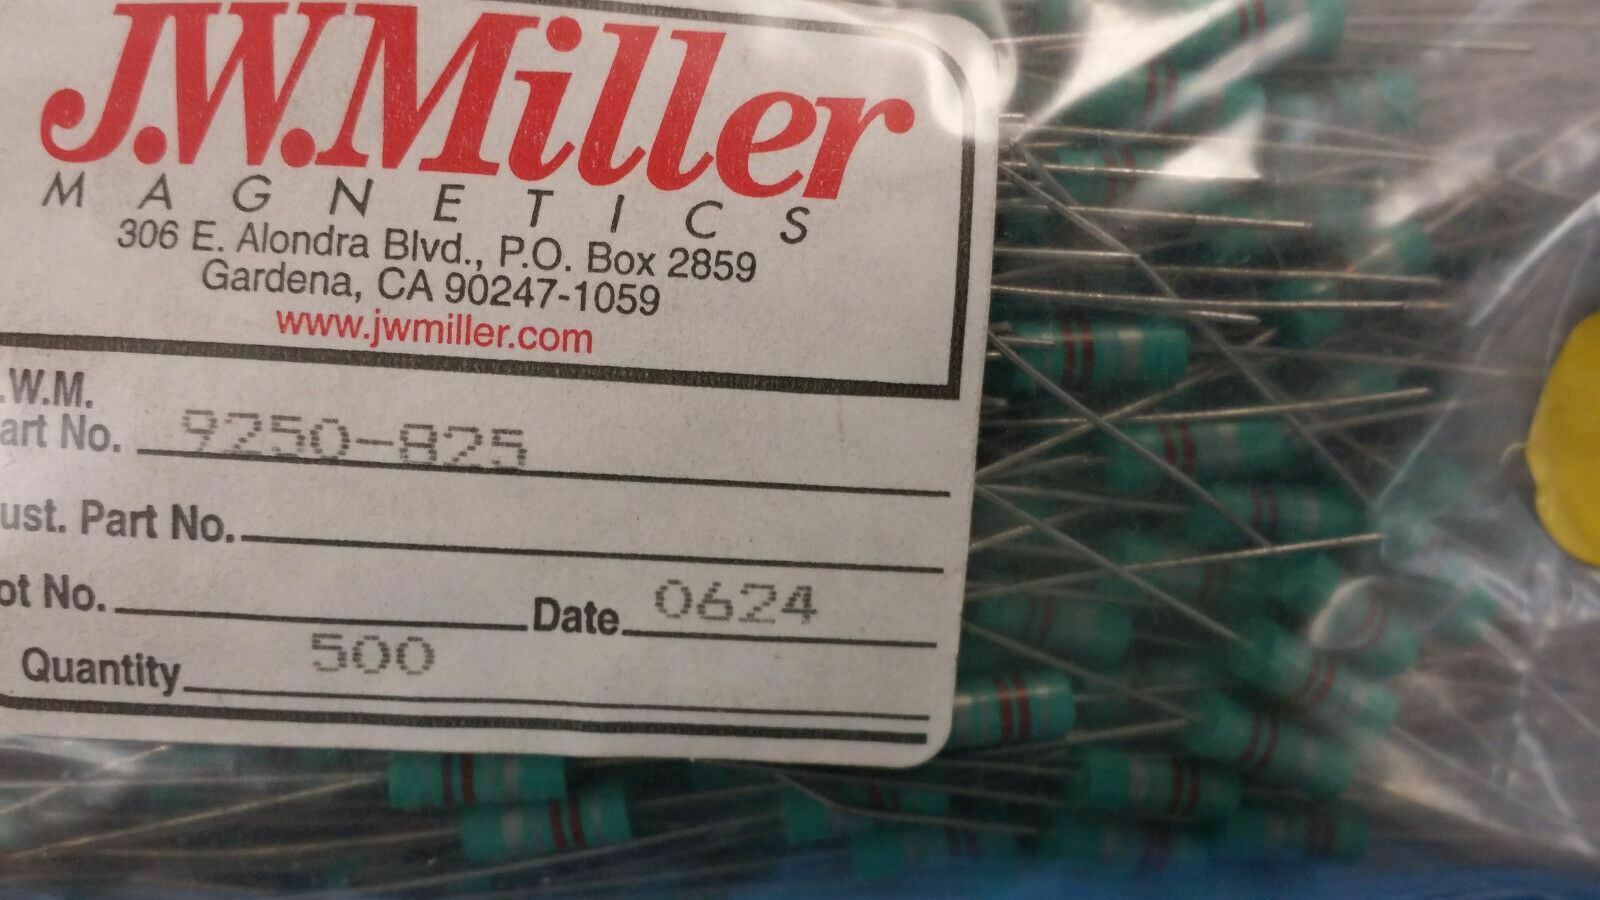 J.W.Miller
MAGNETICS
306 E. Alondra Blvd., P.O. Box 2859
Gardena, CA 90247-1059
www.jwmiller.com
.W.M.
art No. 9250-825
ust. Part No.
ot No. Date 0624
Quantity 500